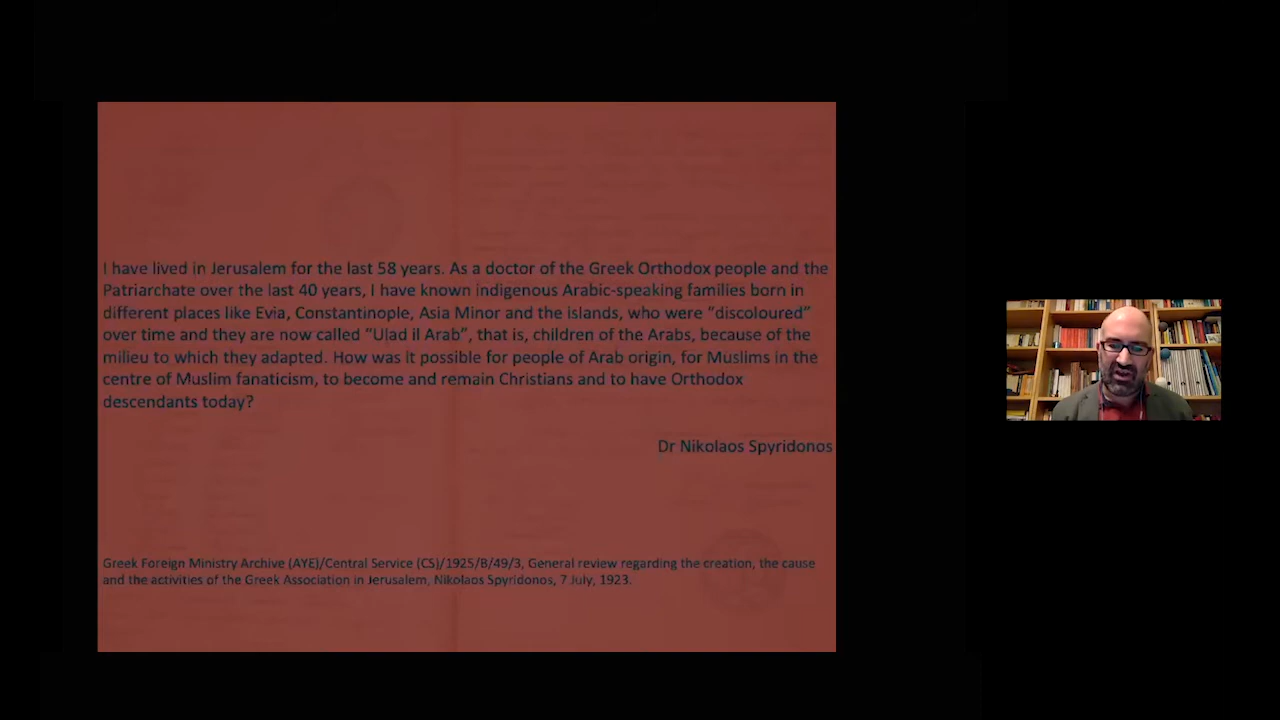 I have lived in Jerusalem for the last 58 years. As a doctor of the Greek Orthodox people and the
Patriarchate over the last 40 years, I have known indigenous Arabic-speaking families born in
different places like Evia, Constantinople, Asia Minor and the islands, who were “discoloured”
over time and they are now called “Ulad il Arab”, that is, children of the Arabs, because of the
milieu to which they adapted. How was it possible for people of Arab origin, for Muslims in the
centre of Muslim fanaticism, to become and remain Christians and to have Orthodox
descendants today?
Dr Nikolaos Spyridonos
Greek Foreign Ministry Archive (AYE)/Central Service (CS)/1925/B/49/3, General review regarding the creation, the cause
and the activities of the Greek Association in Jerusalem, Nikolaos Spyridonos, 7 July, 1923.